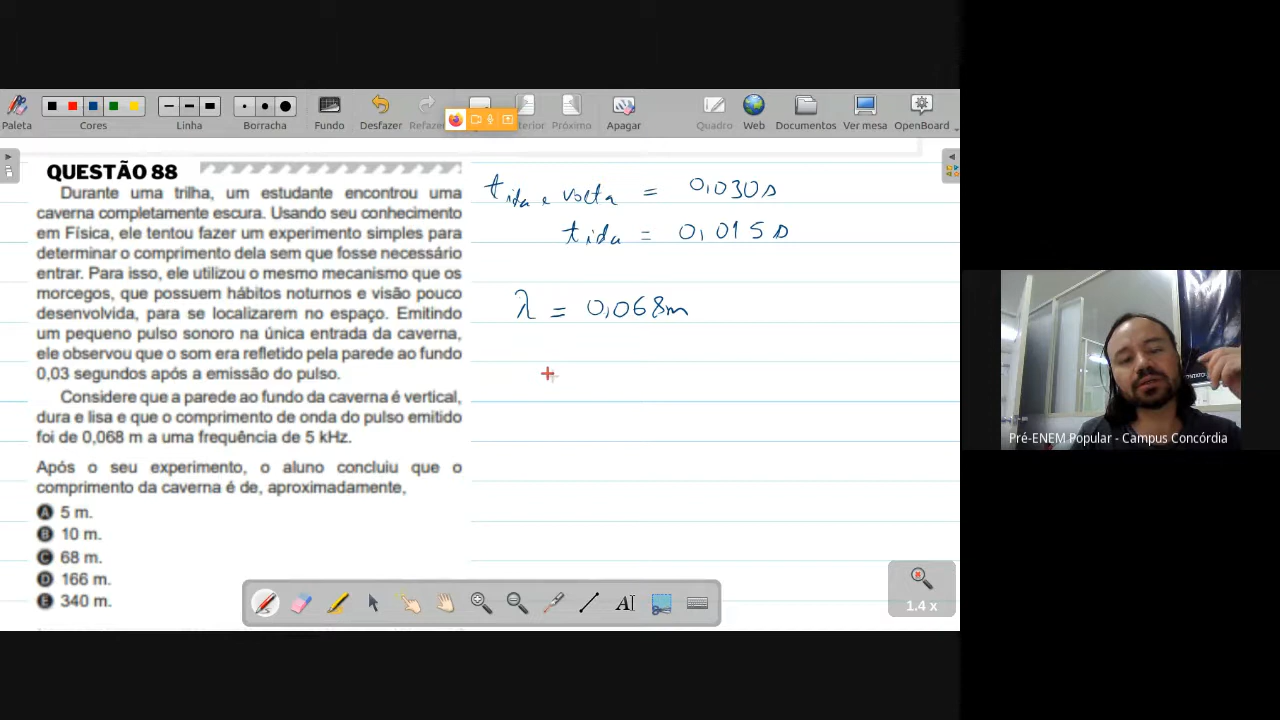 Paleta
Cores
Linha
Borracha
Fundo
Desfazer
Refazer
Próximo
Apagar
Quadro
Web
Documentos
Ver mesa
OpenBoard
QUESTÃO 88
Durante uma trilha, um estudante encontrou uma
caverna completamente escura. Usando seu conhecimento
em Física, ele tentou fazer um experimento simples para
determinar o comprimento dela sem que fosse necessário
entrar. Para isso, ele utilizou o mesmo mecanismo que os
morcegos, que possuem hábitos noturnos e visão pouco
desenvolvida, para se localizarem no espaço. Emitindo
um pequeno pulso sonoro na única entrada da caverna,
ele observou que o som era refletido pela parede ao fundo
0,03 segundos após a emissão do pulso.
Considere que a parede ao fundo da caverna é vertical,
dura e lisa e que o comprimento de onda do pulso emitido
foi de 0,068 m a uma frequência de 5 kHz.
Após o seu experimento, o aluno concluiu que o
comprimento da caverna é de, aproximadamente,
A 5 m.
B 10 m.
C 68 m.
D 166 m.
E 340 m.
t ida e volta = 0,030 s
t ida = 0,015 s
λ = 0,068m
1.4 x
Pré-ENEM Popular - Campus Concórdia